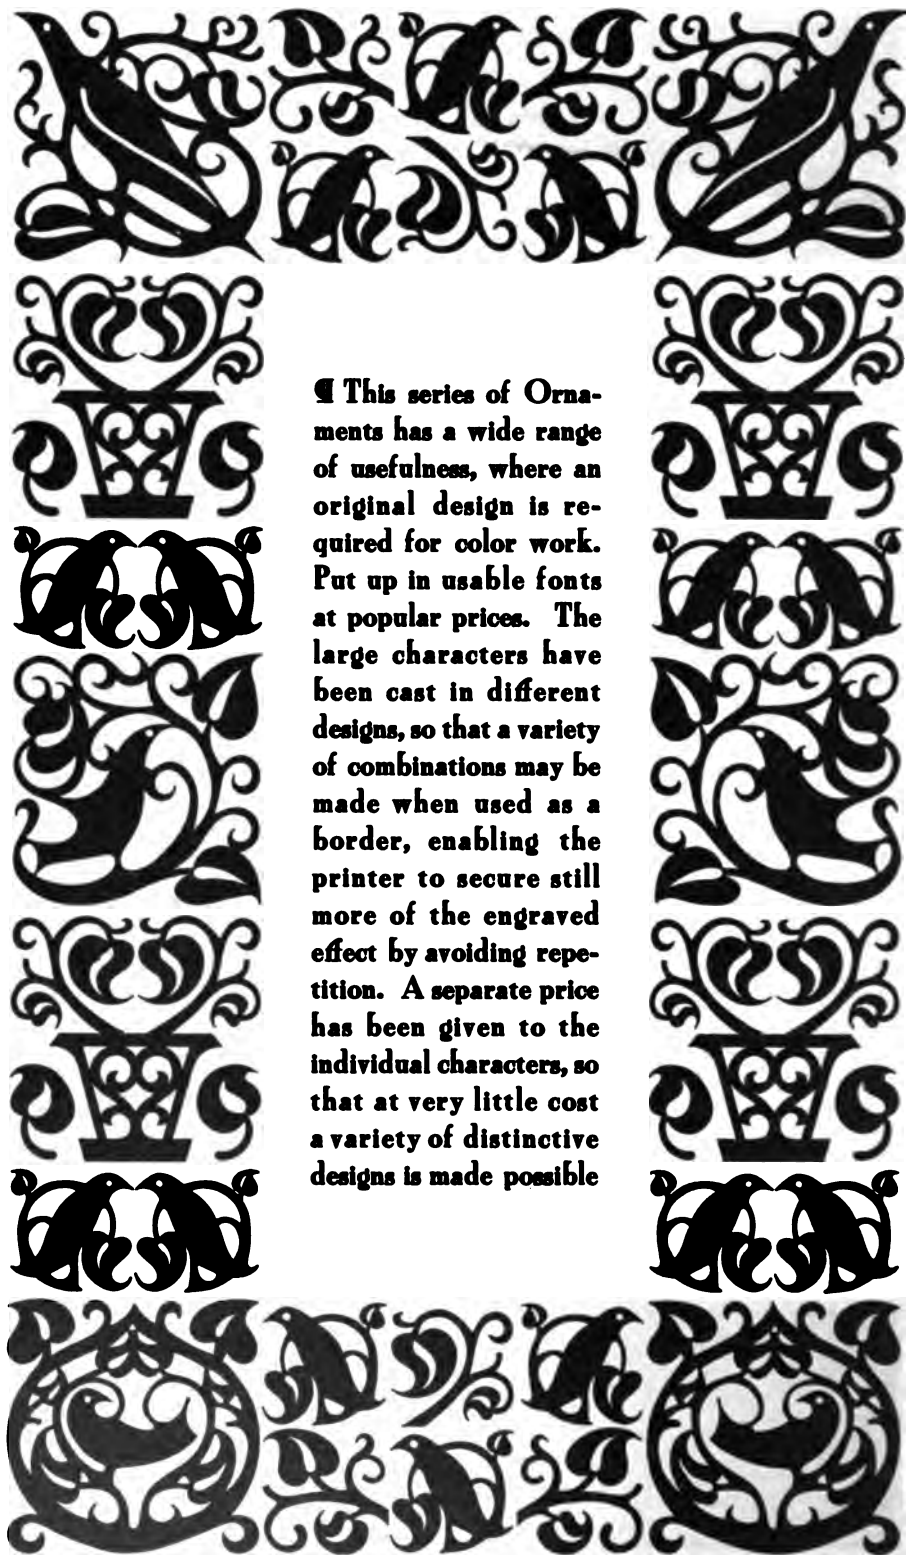 ¶ This series of Orna-
ments has a wide range
of usefulness, where an
original design is re-
quired for color work.
Put up in usable fonts
at popular prices. The
large characters have
been cast in different
designs, so that a variety
of combinations may be
made when used as a
border, enabling the
printer to secure still
more of the engraved
effect by avoiding repe-
tition. A separate price
has been given to the
individual characters, so
that at very little cost
a variety of distinctive
designs is made possible